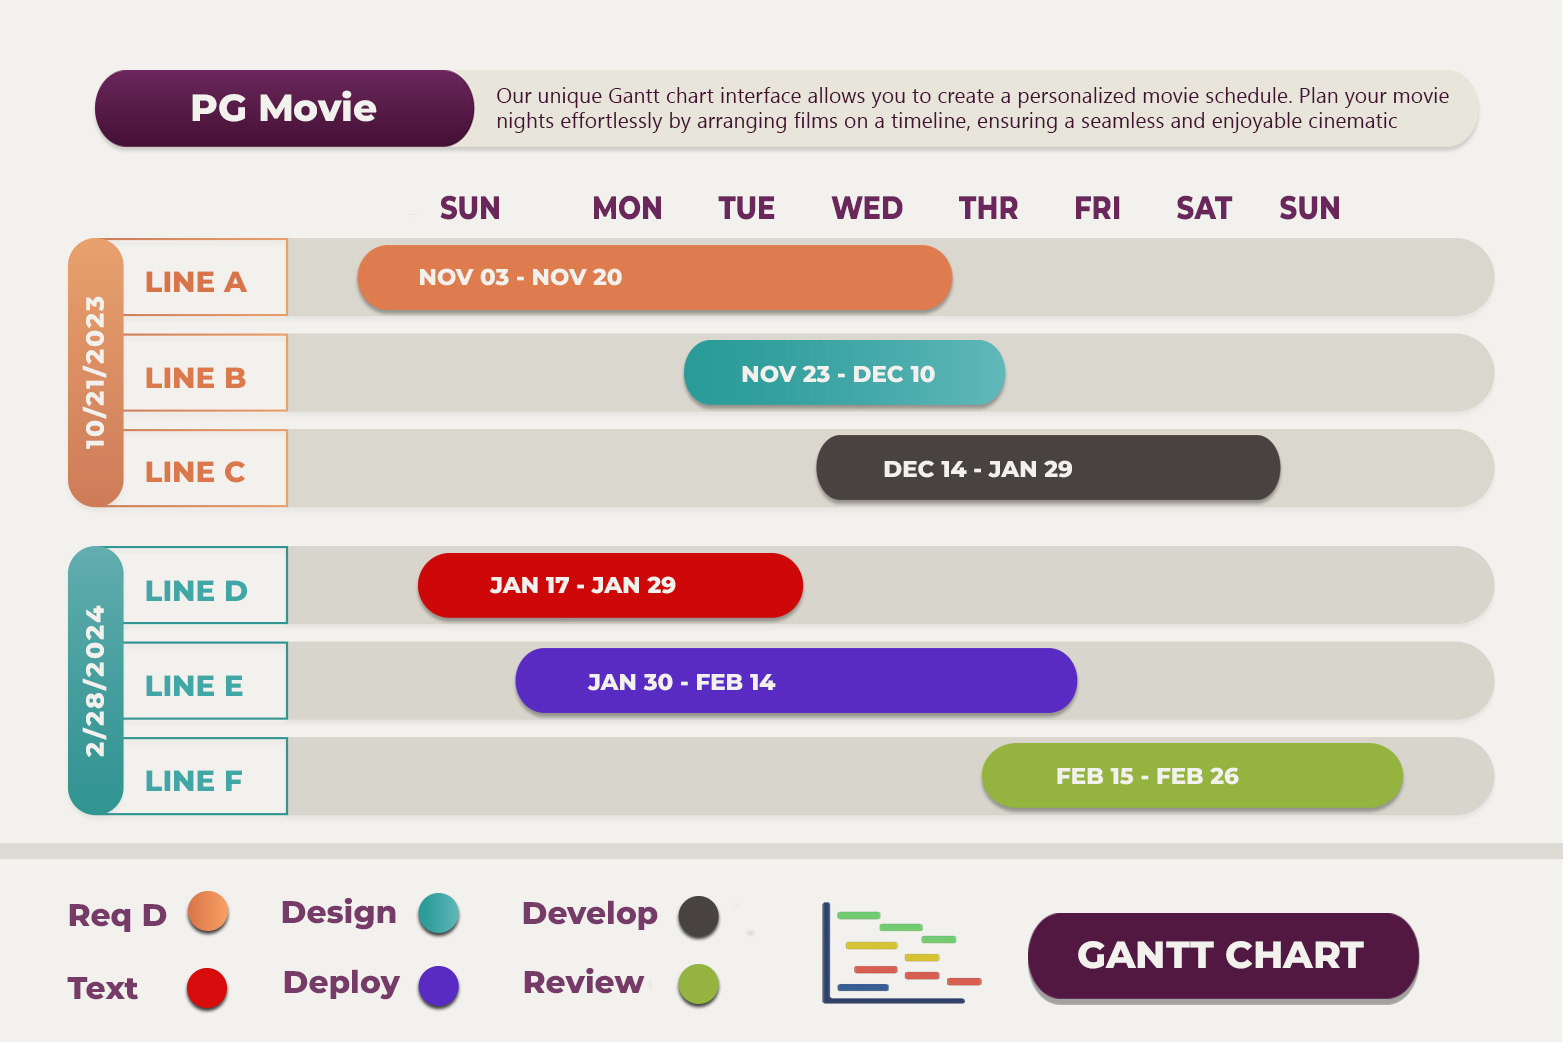 PG Movie
Our unique Gantt chart interface allows you to create a personalized movie schedule. Plan your movie
nights effortlessly by arranging films on a timeline, ensuring a seamless and enjoyable cinematic
SUN MON TUE WED THR FRI SAT SUN
10/21/2023
LINE A NOV 03 - NOV 20
LINE B NOV 23 - DEC 10
LINE C DEC 14 - JAN 29
2/28/2024
LINE D JAN 17 - JAN 29
LINE E JAN 30 - FEB 14
LINE F FEB 15 - FEB 26
Req D Design Develop
Text Deploy Review
GANTT CHART